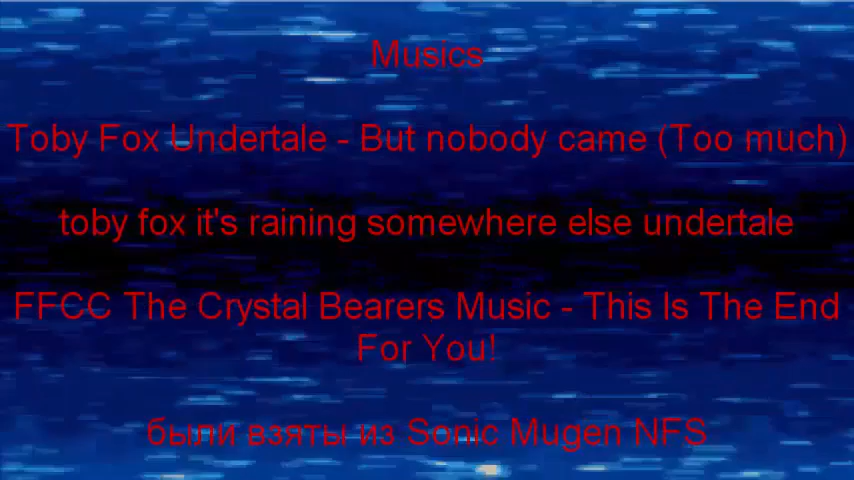 Musics
Toby Fox Undertale - But nobody came (Too much)
toby fox it's raining somewhere else undertale
FFCC The Crystal Bearers Music - This Is The End
For You!
были взяты из Sonic Mugen NFS